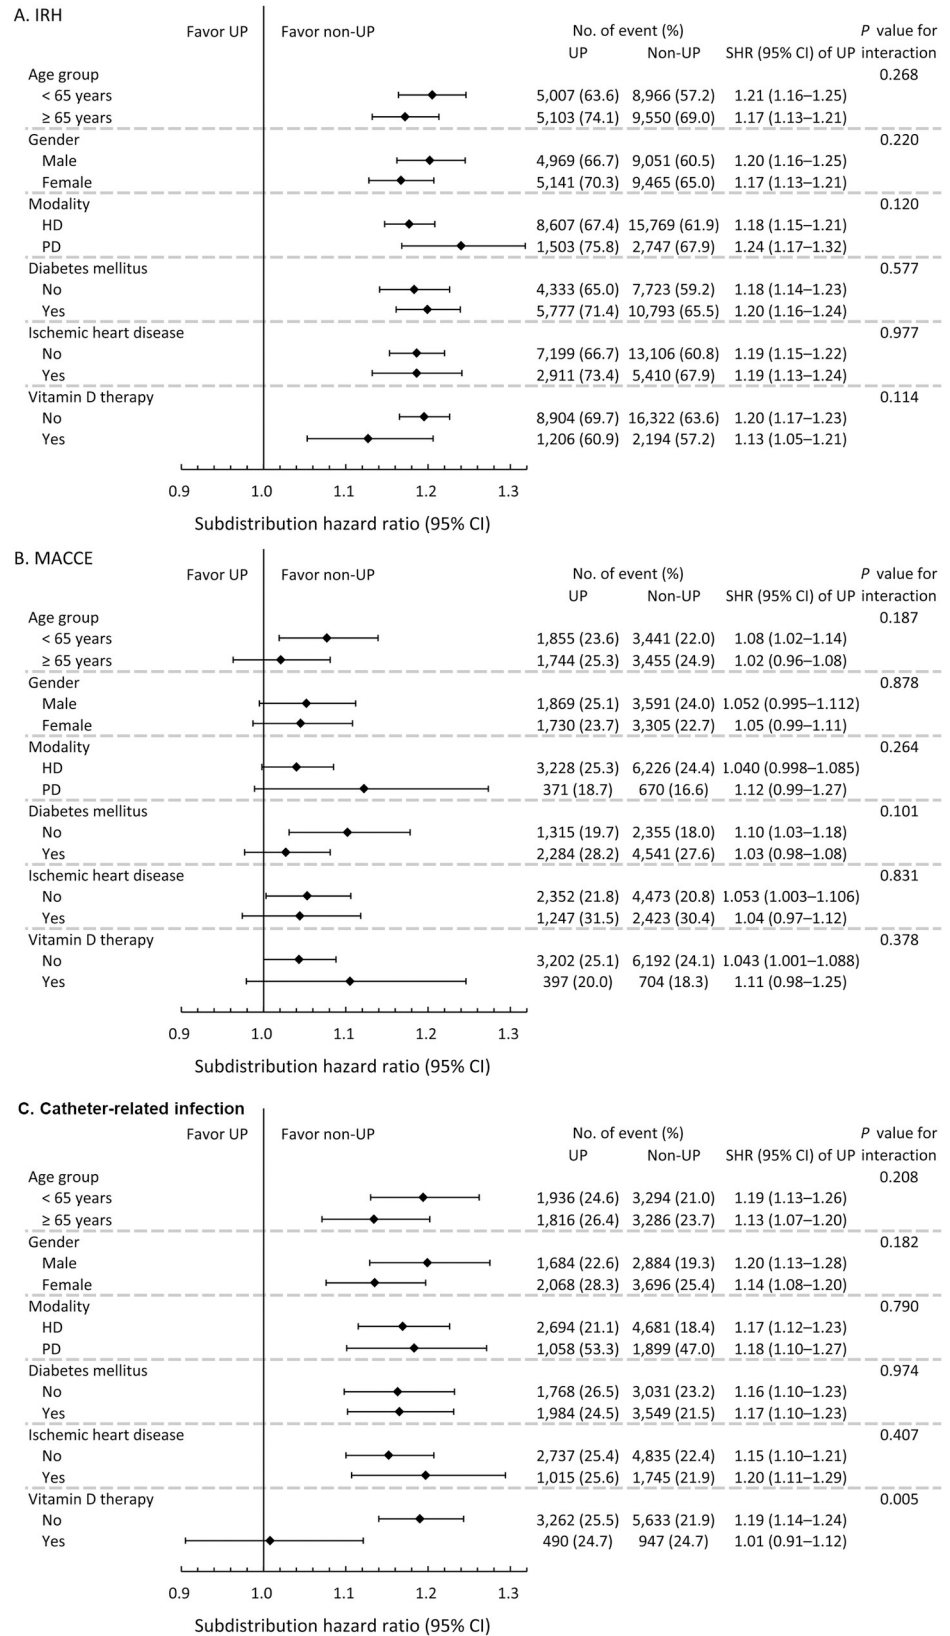 A. IRH
Favor UP Favor non-UP No. of event (%) P value for
UP Non-UP SHR (95% CI) of UP interaction
Age group 0.268
< 65 years 5,007 (63.6) 8,966 (57.2) 1.21 (1.16–1.25)
≥ 65 years 5,103 (74.1) 9,550 (69.0) 1.17 (1.13–1.21)
Gender 0.220
Male 4,969 (66.7) 9,051 (60.5) 1.20 (1.16–1.25)
Female 5,141 (70.3) 9,465 (65.0) 1.17 (1.13–1.21)
Modality 0.120
HD 8,607 (67.4) 15,769 (61.9) 1.18 (1.15–1.21)
PD 1,503 (75.8) 2,747 (67.9) 1.24 (1.17–132)
Diabetes mellitus 0.577
No 4,333 (65.0) 7,723 (59.2) 1.18 (1.14–1.23)
Yes 5,777 (71.4) 10,793 (65.5) 1.20 (1.16–1.24)
Ischemic heart disease 0.977
No 7,199 (66.7) 13,106 (60.8) 1.19 (1.15–1.22)
Yes 2,911 (73.4) 5,410 (67.9) 1.19 (1.13–1.24)
Vitamin D therapy 0.114
No 8,904 (69.7) 16,322 (63.6) 1.20 (1.17–1.23)
Yes 1,206 (60.9) 2,194 (57.2) 1.13 (1.05–1.21)
0.9 1.0 1.1 1.2 1.3
Subdistribution hazard ratio (95% CI)
B. MACCE
Favor UP Favor non-UP No. of event (%) P value for
UP Non-UP SHR (95% CI) of UP interaction
Age group 0.187
< 65 years 1,855 (23.6) 3,441 (22.0) 1.08 (1.02–1.14)
≥ 65 years 1,744 (25.3) 3,455 (24.9) 1.02 (0.96–1.08)
Gender 0.878
Male 1,869 (25.1) 3,591 (24.0) 1.052 (0.995–1.112)
Female 1,730 (23.7) 3,305 (22.7) 1.05 (0.99–1.11)
Modality 0.264
HD 3,228 (25.3) 6,226 (24.4) 1.040 (0.998–1.085)
PD 371 (18.7) 670 (16.6) 1.12 (0.99–1.27)
Diabetes mellitus 0.101
No 1,315 (19.7) 2,355 (18.0) 1.10 (1.03–1.18)
Yes 2,284 (28.2) 4,541 (27.6) 1.03 (0.98–1.08)
Ischemic heart disease 0.831
No 2,352 (21.8) 4,473 (20.8) 1.053 (1.003–1.106)
Yes 1,247 (31.5) 2,423 (30.4) 1.04 (0.97–1.12)
Vitamin D therapy 0.378
No 3,202 (25.1) 6,192 (24.1) 1.043 (1.001–1.088)
Yes 397 (20.0) 704 (18.3) 1.11 (0.98–1.25)
0.9 1.0 1.1 1.2 1.3
Subdistribution hazard ratio (95% CI)
C. Catheter-related infection
Favor UP Favor non-UP No. of event (%) P value for
UP Non-UP SHR (95% CI) of UP interaction
Age group 0.208
< 65 years 1,936 (24.6) 3,294 (21.0) 1.19 (1.13–1.26)
≥ 65 years 1,816 (26.4) 3,286 (23.7) 1.13 (1.07–1.20)
Gender 0.182
Male 1,684 (22.6) 2,884 (19.3) 1.20 (1.13–1.28)
Female 2,068 (28.3) 3,696 (25.4) 1.14 (1.08–1.20)
Modality 0.790
HD 2,694 (21.1) 4,681 (18.4) 1.17 (1.12–1.23)
PD 1,058 (53.3) 1,899 (47.0) 1.18 (1.10–1.27)
Diabetes mellitus 0.974
No 1,768 (26.5) 3,031 (23.2) 1.16 (1.10–1.23)
Yes 1,984 (24.5) 3,549 (21.5) 1.17 (1.10–1.23)
Ischemic heart disease 0.407
No 2,737 (25.4) 4,835 (22.4) 1.15 (1.10–1.21)
Yes 1,015 (25.6) 1,745 (21.9) 1.20 (1.11–1.29)
Vitamin D therapy 0.005
No 3,262 (25.5) 5,633 (21.9) 1.19 (1.14–1.24)
Yes 490 (24.7) 947 (24.7) 1.01 (0.91–1.12)
0.9 1.0 1.1 1.2 1.3
Subdistribution hazard ratio (95% CI)